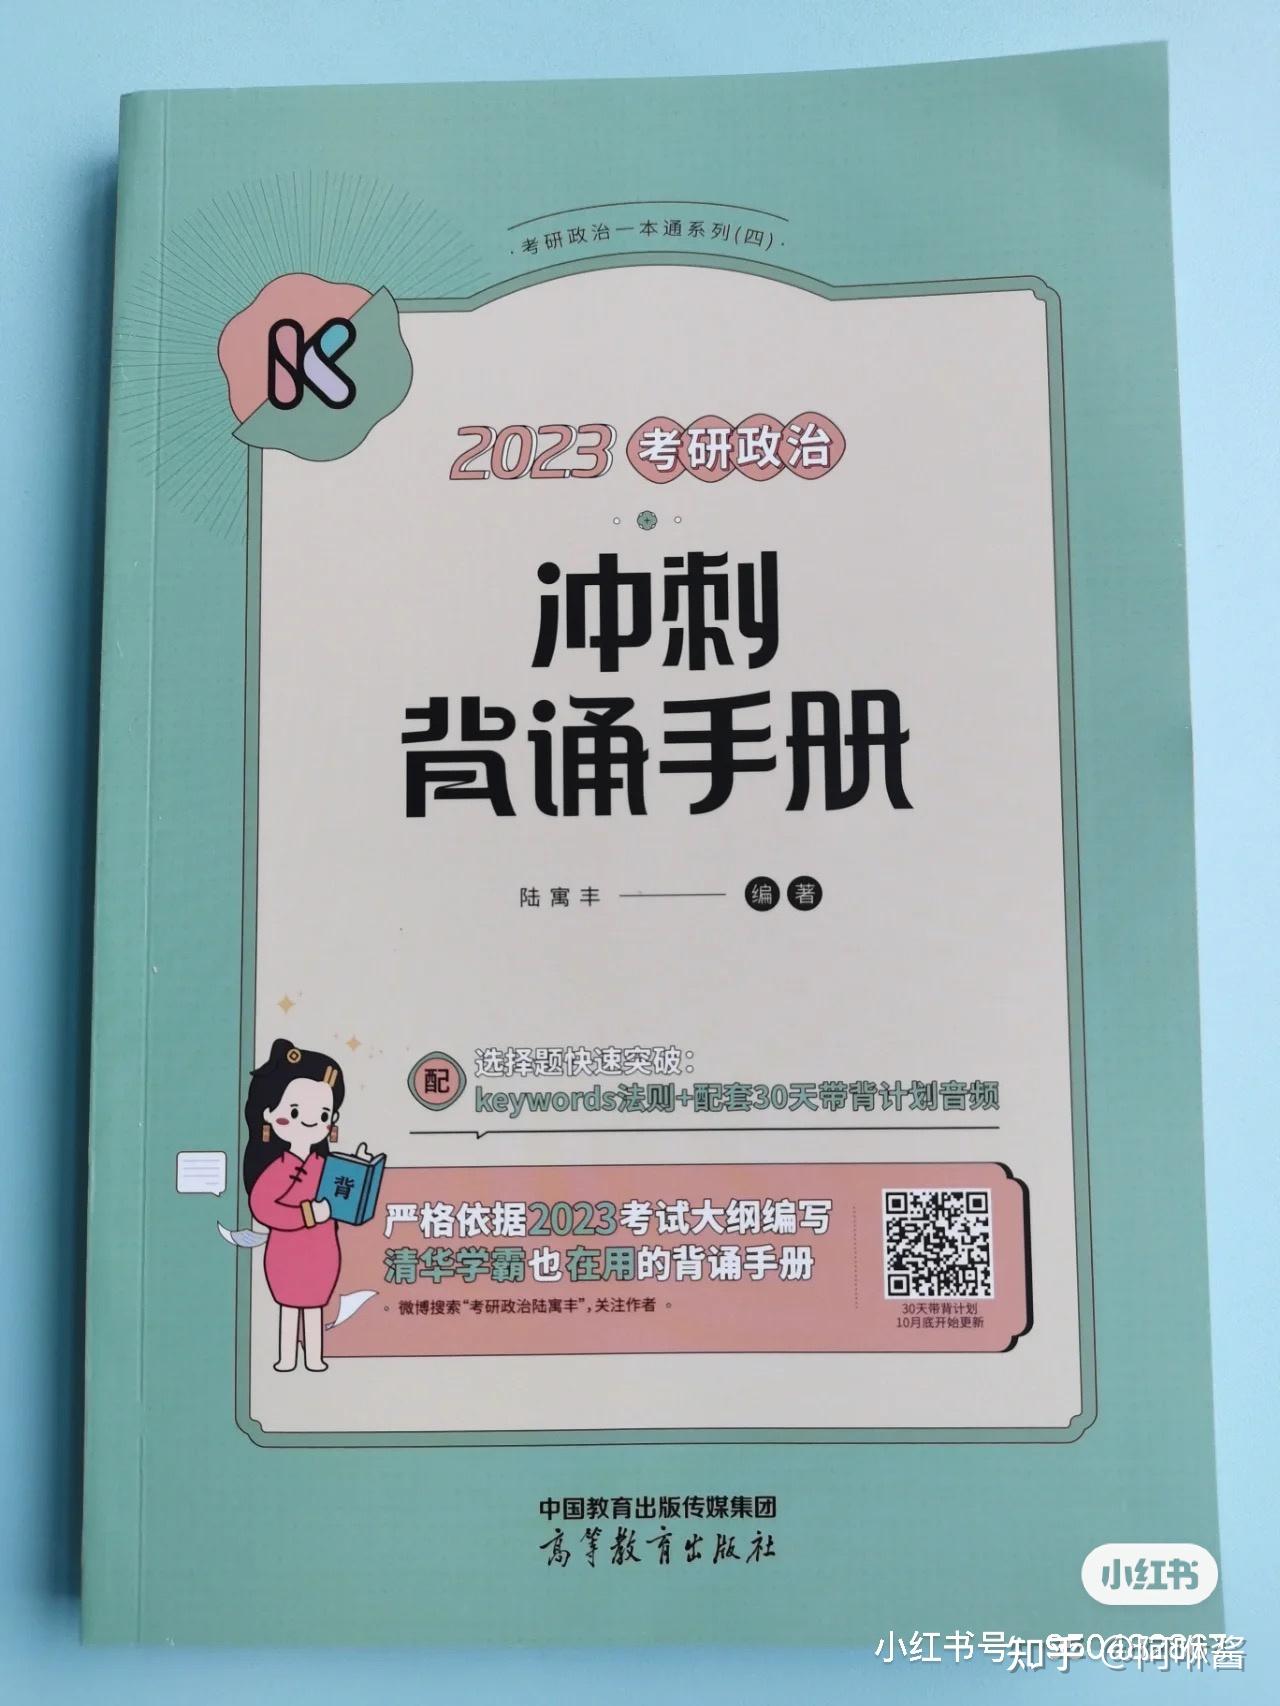 ·考研政治一本通系列(四)·
K
2023 考研政治
冲刺
背诵手册
陆寓丰 编著
配
选择题快速突破：
keywords法则+配套30天带背计划音频
背
严格依据2023考试大纲编写
清华学霸也在用的背诵手册
。微博搜索“考研政治陆寓丰”，关注作者。
30天带背计划
10月底开始更新
中国教育出版传媒集团
高等教育出版社
小红书
小红书号
知乎 @阿咻酱